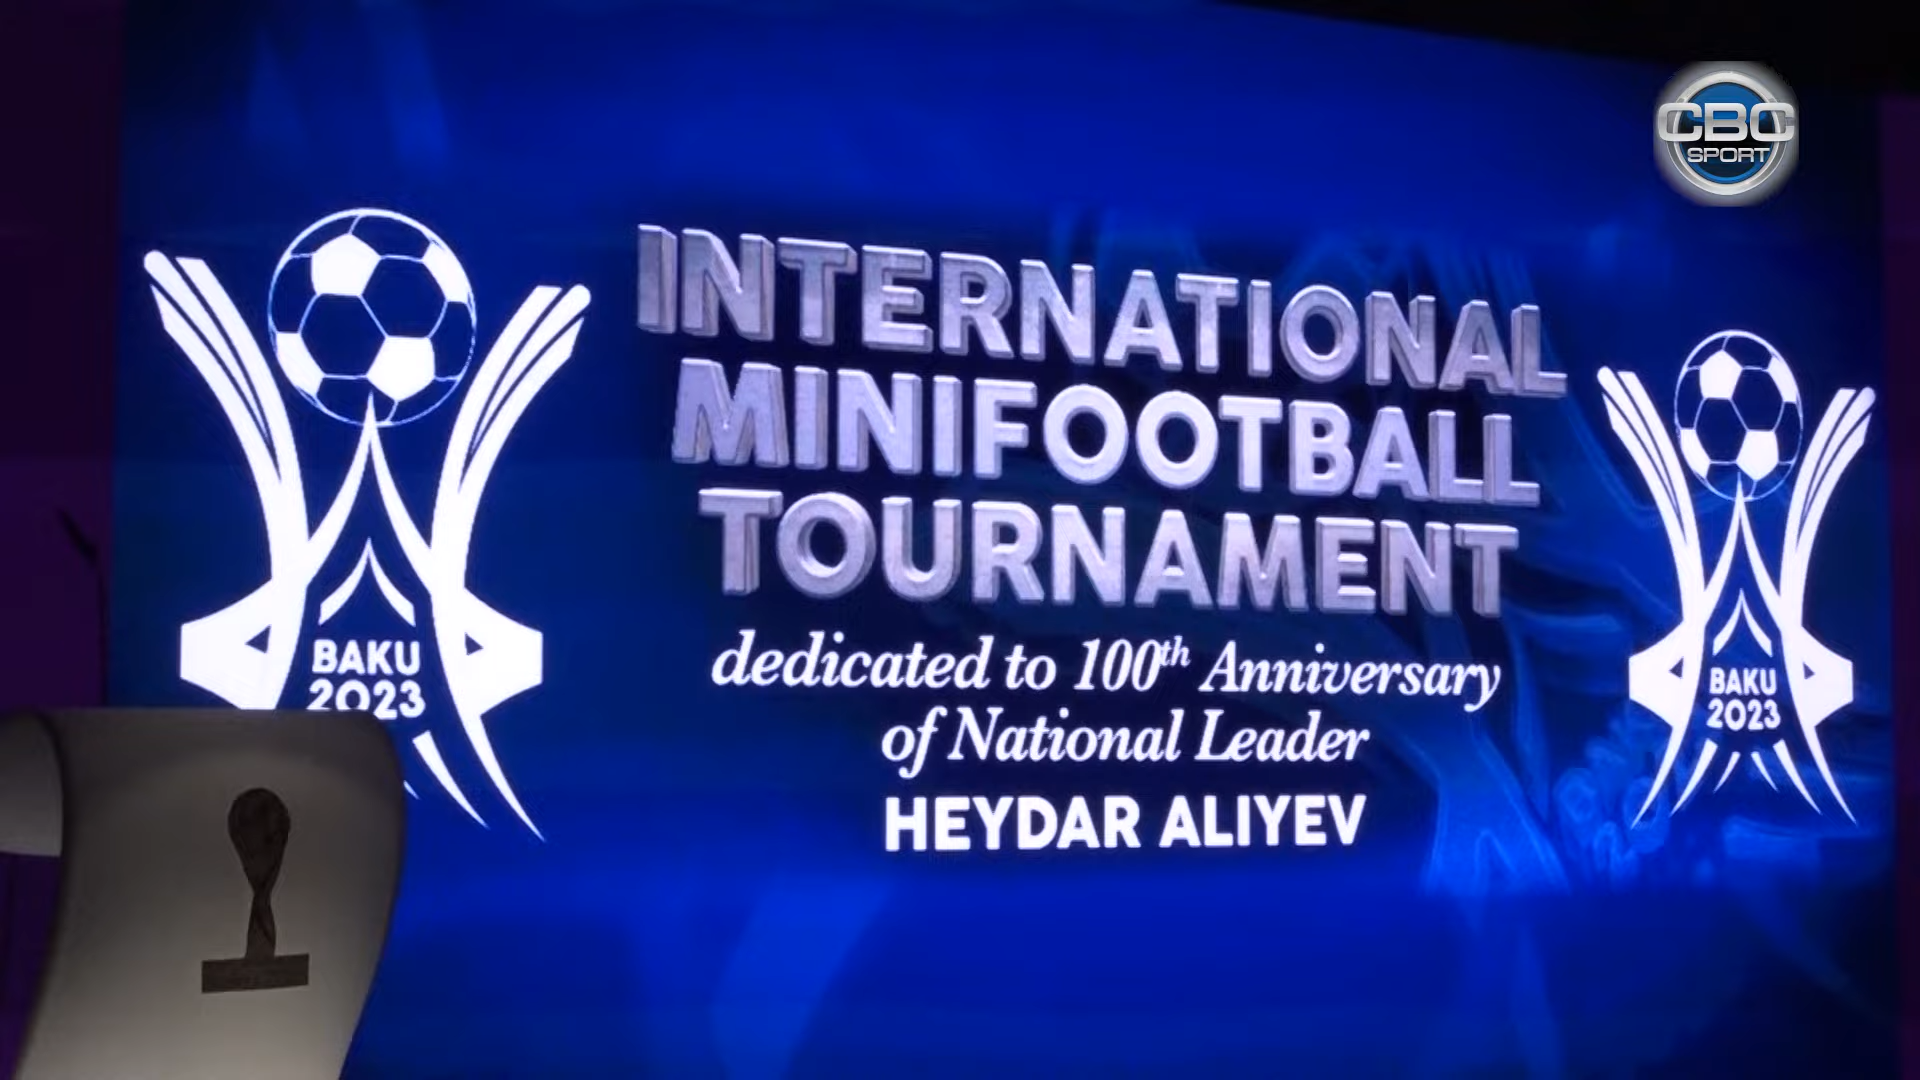 CBC
SPORT
INTERNATIONAL
MINIFOOTBALL
TOURNAMENT
dedicated to 100th Anniversary
of National Leader
HEYDAR ALIYEV
BAKU
2023
BAKU
2023